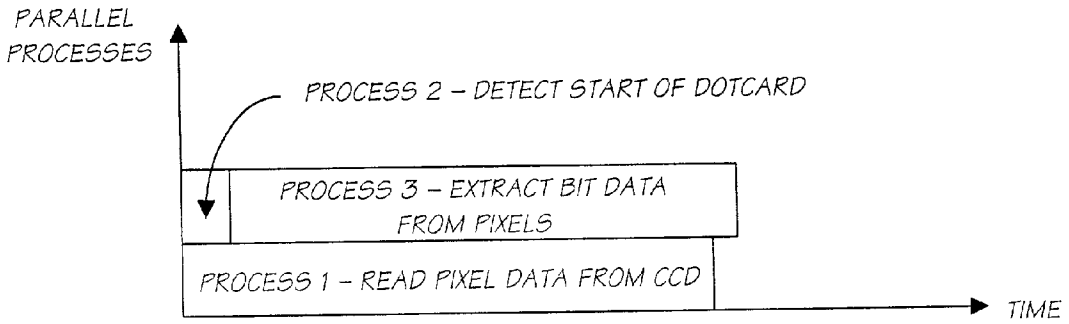 PARALLEL
PROCESSES
PROCESS 2 – DETECT START OF DOTCARD
PROCESS 3 – EXTRACT BIT DATA
FROM PIXELS
PROCESS 1 – READ PIXEL DATA FROM CCD
TIME